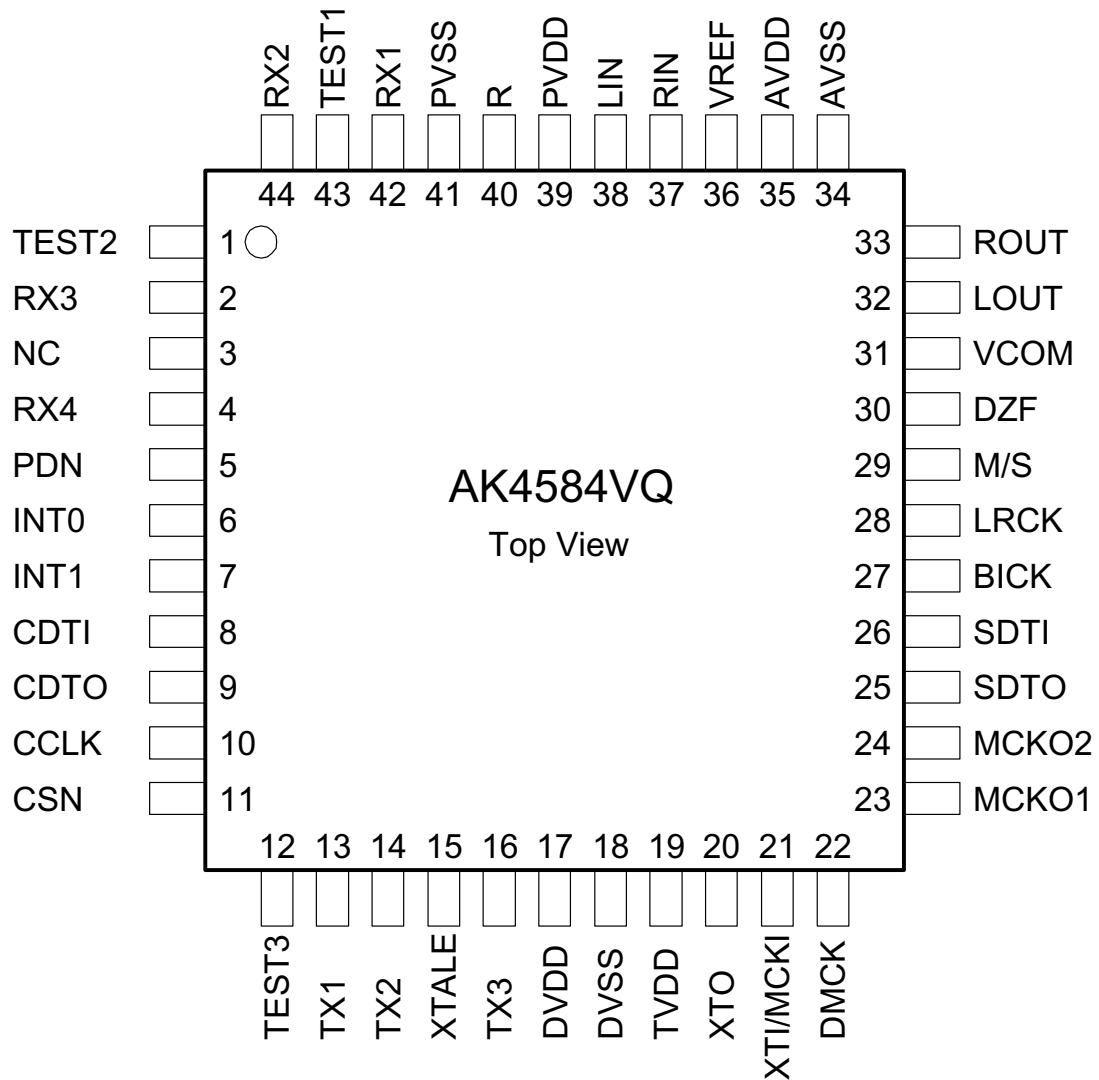 RX2 TEST1 RX1 PVSS R PVDD LIN RIN VREF AVDD AVSS
44 43 42 41 40 39 38 37 36 35 34
TEST2 1 33 ROUT
RX3 2 32 LOUT
NC 3 31 VCOM
RX4 4 30 DZF
PDN 5 29 M/S
AK4584VQ
INT0 6 28 LRCK
Top View
INT1 7 27 BICK
CDTI 8 26 SDTI
CDTO 9 25 SDTO
CCLK 10 24 MCKO2
CSN 11 23 MCKO1
12 13 14 15 16 17 18 19 20 21 22
TEST3 TX1 TX2 XTALE TX3 DVDD DVSS TVDD XTO XTI/MCKI DMCK